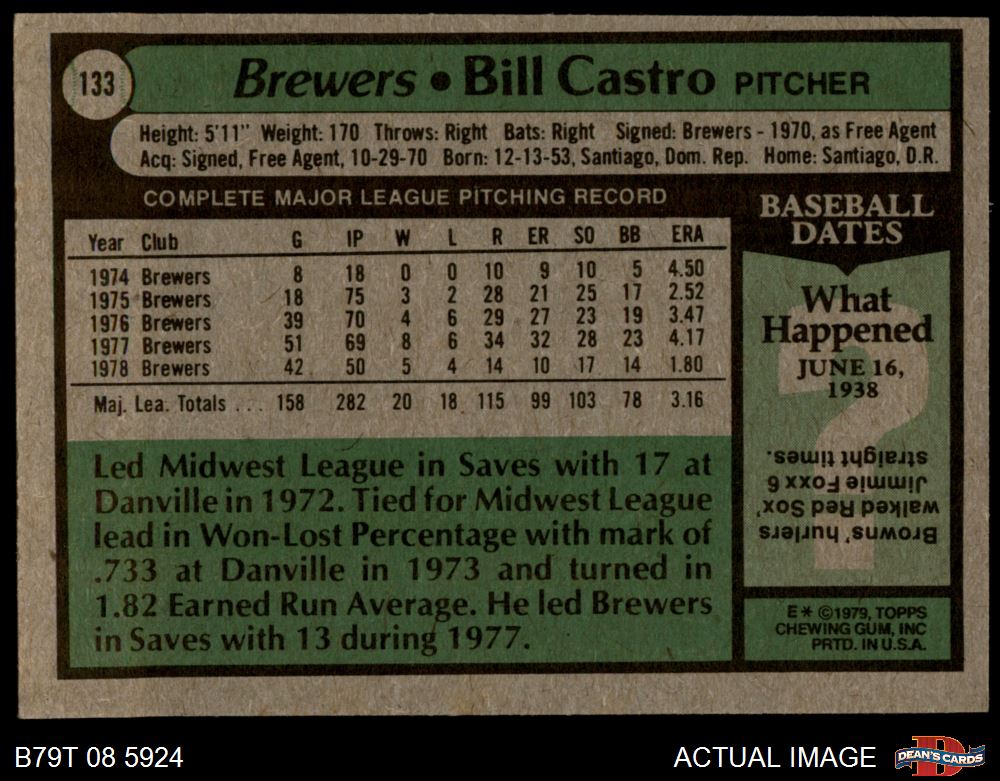 133
Brewers • Bill Castro PITCHER
Height: 5'11" Weight: 170 Throws: Right Bats: Right Signed: Brewers - 1970, as Free Agent
Acq: Signed, Free Agent, 10-29-70 Born: 12-13-53, Santiago, Dom. Rep. Home: Santiago, D.R.
COMPLETE MAJOR LEAGUE PITCHING RECORD
Year Club G IP W L R ER SO BB ERA
1974 Brewers 8 18 0 0 10 9 10 5 4.50
1975 Brewers 18 75 3 2 28 21 25 17 2.52
1976 Brewers 39 70 4 6 29 27 23 19 3.47
1977 Brewers 51 69 8 6 34 32 28 23 4.17
1978 Brewers 42 50 5 4 14 10 17 14 1.80
Maj. Lea. Totals ... 158 282 20 18 115 99 103 78 3.16
Led Midwest League in Saves with 17 at
Danville in 1972. Tied for Midwest League
lead in Won-Lost Percentage with mark of
.733 at Danville in 1973 and turned in
1.82 Earned Run Average. He led Brewers
in Saves with 13 during 1977.
BASEBALL
DATES
What
Happened
JUNE 16,
1938
?
Browns' hurlers
walked Red Sox'
Jimmie Foxx 6
straight times.
E* ©1979, TOPPS
CHEWING GUM, INC
PRTD. IN U.S.A.
B79T 08 5924
ACTUAL IMAGE
D
DEAN'S CARDS